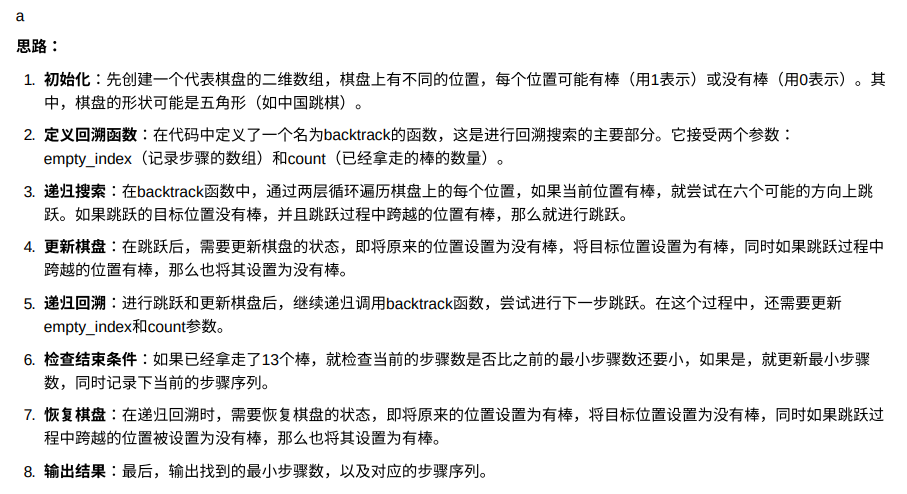 a
思路：
1. 初始化：先创建一个代表棋盘的二维数组，棋盘上有不同的位置，每个位置可能有棒（用1表示）或没有棒（用0表示）。其
中，棋盘的形状可能是五角形（如中国跳棋）。
2. 定义回溯函数：在代码中定义了一个名为backtrack的函数，这是进行回溯搜索的主要部分。它接受两个参数：
empty_index（记录步骤的数组）和count（已经拿走的棒的数量）。
3. 递归搜索：在backtrack函数中，通过两层循环遍历棋盘上的每个位置，如果当前位置有棒，就尝试在六个可能的方向上跳
跃。如果跳跃的目标位置没有棒，并且跳跃过程中跨越的位置有棒，那么就进行跳跃。
4. 更新棋盘：在跳跃后，需要更新棋盘的状态，即将原来的位置设置为没有棒，将目标位置设置为有棒，同时如果跳跃过程中
跨越的位置有棒，那么也将其设置为没有棒。
5. 递归回溯：进行跳跃和更新棋盘后，继续递归调用backtrack函数，尝试进行下一步跳跃。在这个过程中，还需要更新
empty_index和count参数。
6. 检查结束条件：如果已经拿走了13个棒，就检查当前的步骤数是否比之前的最小步骤数还要小，如果是，就更新最小步骤
数，同时记录下当前的步骤序列。
7. 恢复棋盘：在递归回溯时，需要恢复棋盘的状态，即将原来的位置设置为有棒，将目标位置设置为没有棒，同时如果跳跃过
程中跨越的位置被设置为没有棒，那么也将其设置为有棒。
8. 输出结果：最后，输出找到的最小步骤数，以及对应的步骤序列。